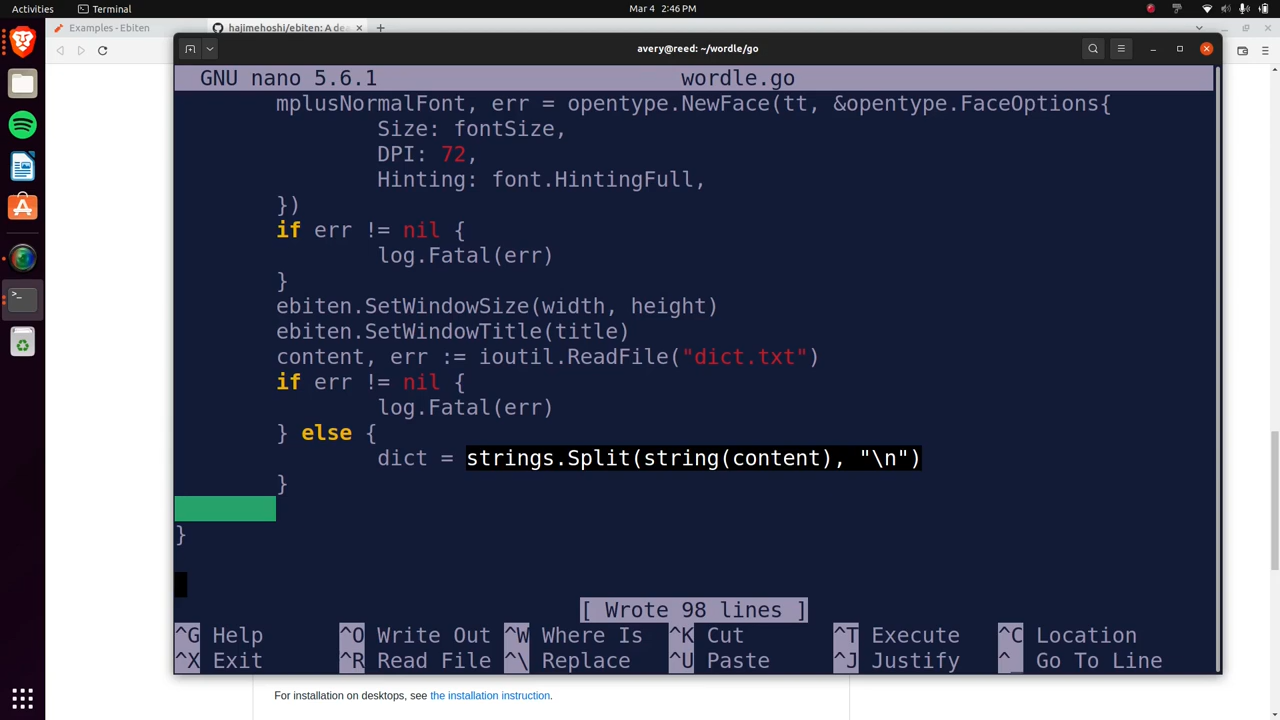 Activities
Terminal
Mar 4 2:46 PM
Examples - Ebiten
hajimehoshi/ebiten: A de
avery@reed: ~/wordle/go
GNU nano 5.6.1 wordle.go
mplusNormalFont, err = opentype.NewFace(tt, &opentype.FaceOptions{
Size: fontSize,
DPI: 72,
Hinting: font.HintingFull,
})
if err != nil {
log.Fatal(err)
}
ebiten.SetWindowSize(width, height)
ebiten.SetWindowTitle(title)
content, err := ioutil.ReadFile("dict.txt")
if err != nil {
log.Fatal(err)
} else {
dict = strings.Split(string(content), "\n")
}
}
[ Wrote 98 lines ]
^G Help ^O Write Out ^W Where Is ^K Cut ^T Execute ^C Location
^X Exit ^R Read File ^\ Replace ^U Paste ^J Justify ^_ Go To Line
For installation on desktops, see the installation instruction.